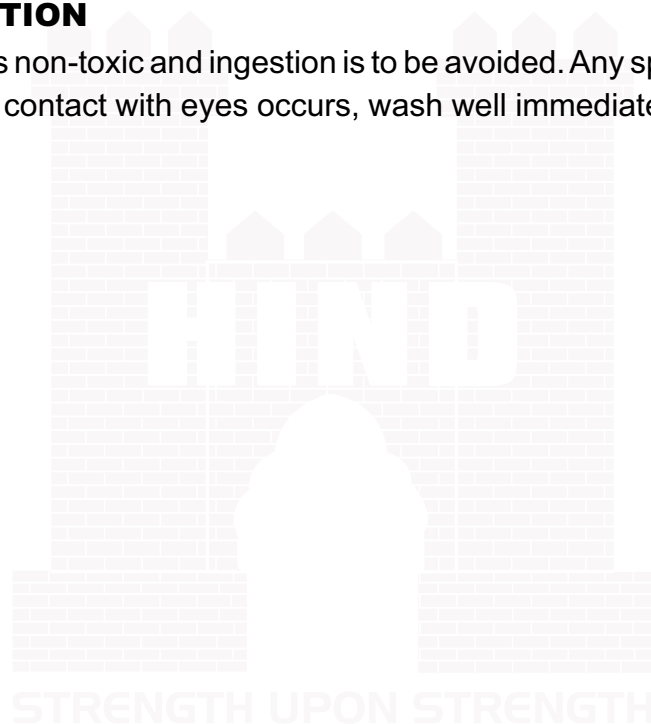 TION
s non-toxic and ingestion is to be avoided. Any sp
contact with eyes occurs, wash well immediate
HIND
STRENGTH UPON STRENGTH